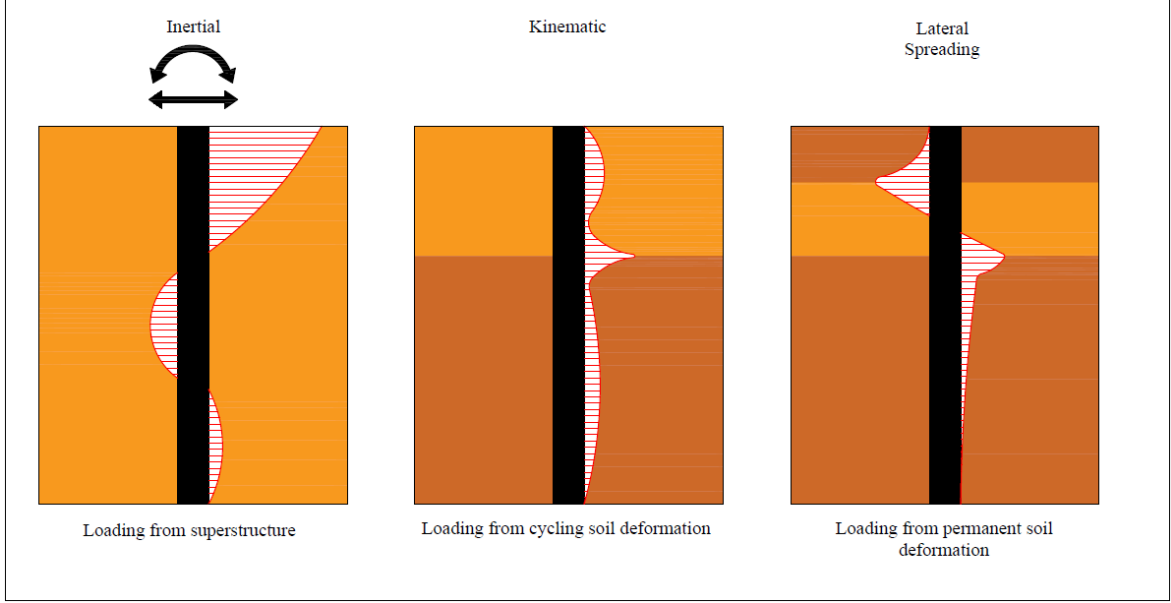 Inertial
Kinematic
Lateral
Spreading
Loading from superstructure
Loading from cycling soil deformation
Loading from permanent soil
deformation